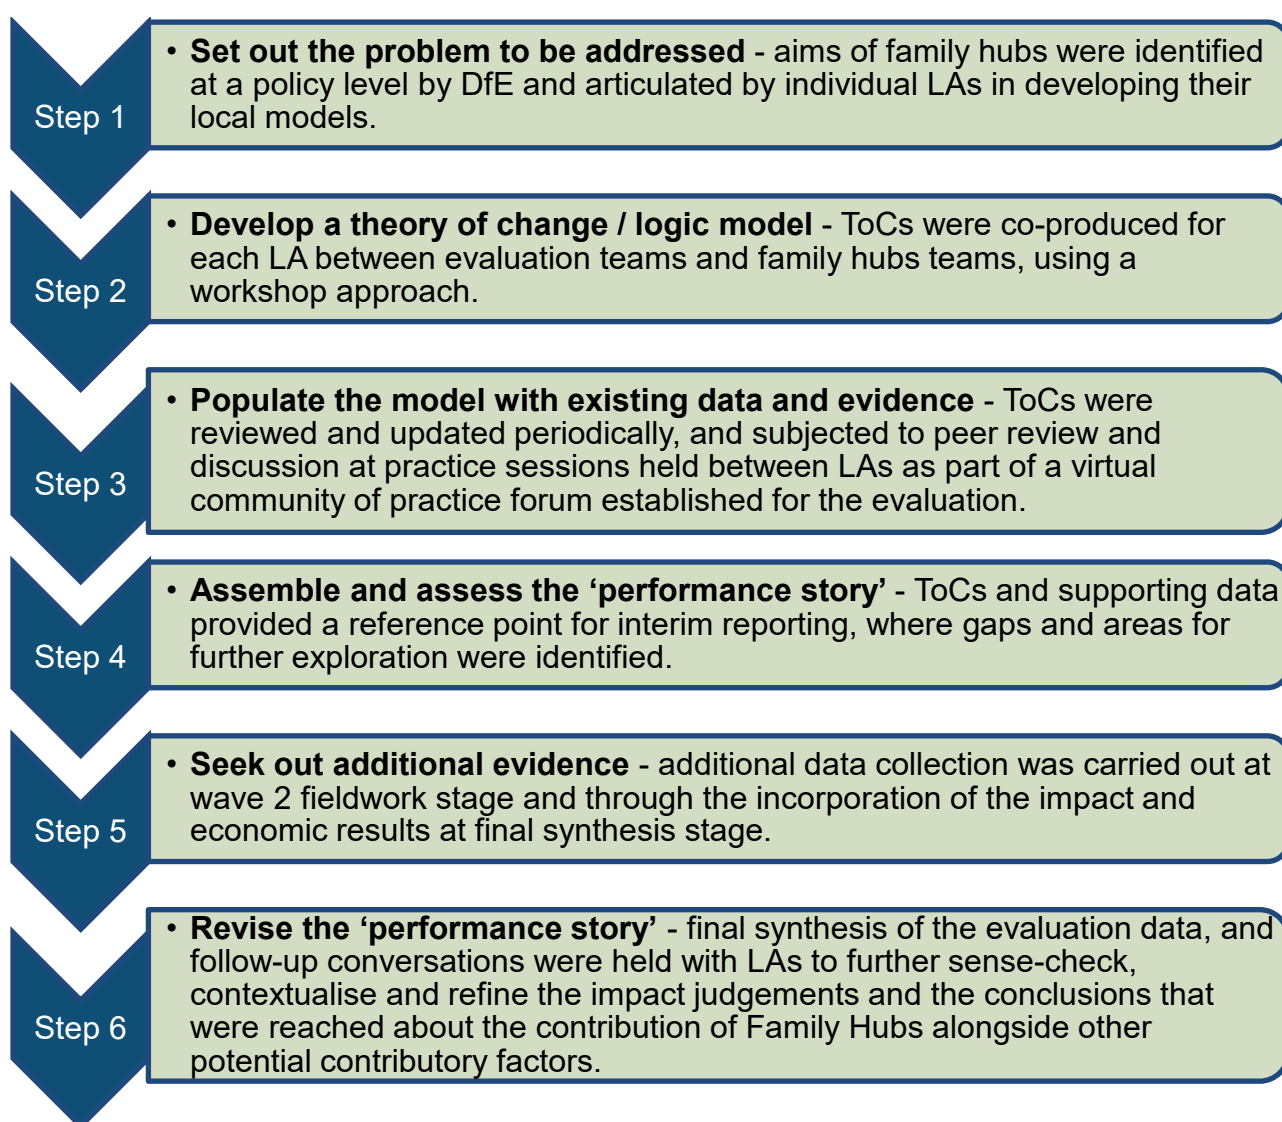 Step 1
• Set out the problem to be addressed - aims of family hubs were identified
at a policy level by DfE and articulated by individual LAs in developing their
local models.
Step 2
• Develop a theory of change / logic model - ToCs were co-produced for
each LA between evaluation teams and family hubs teams, using a
workshop approach.
Step 3
• Populate the model with existing data and evidence - ToCs were
reviewed and updated periodically, and subjected to peer review and
discussion at practice sessions held between LAs as part of a virtual
community of practice forum established for the evaluation.
Step 4
• Assemble and assess the ‘performance story’ - ToCs and supporting data
provided a reference point for interim reporting, where gaps and areas for
further exploration were identified.
Step 5
• Seek out additional evidence - additional data collection was carried out at
wave 2 fieldwork stage and through the incorporation of the impact and
economic results at final synthesis stage.
Step 6
• Revise the ‘performance story’ - final synthesis of the evaluation data, and
follow-up conversations were held with LAs to further sense-check,
contextualise and refine the impact judgements and the conclusions that
were reached about the contribution of Family Hubs alongside other
potential contributory factors.